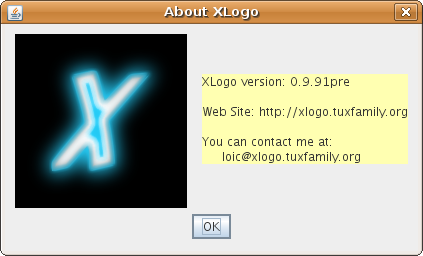 About XLogo
X
XLogo version: 0.9.91pre
Web Site: http://xlogo.tuxfamily.org
You can contact me at:
loic@xlogo.tuxfamily.org
OK